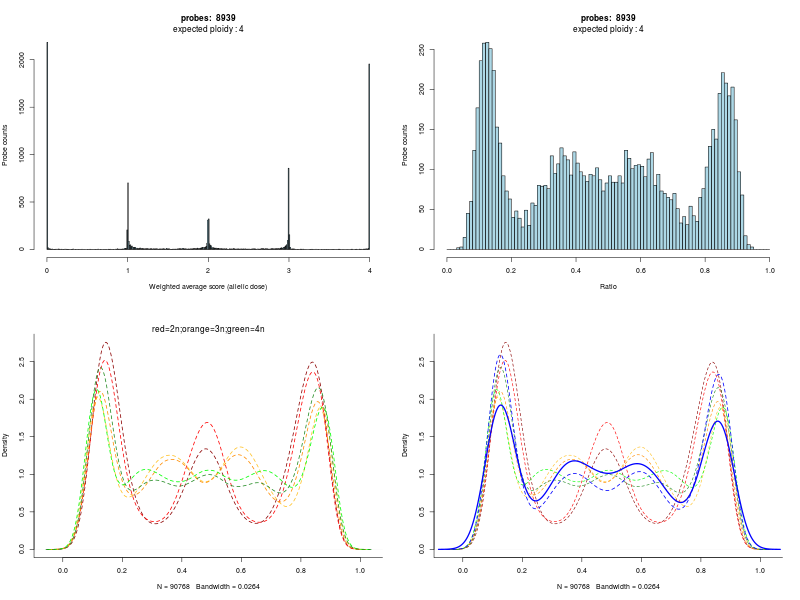 probes: 8939
expected ploidy : 4
Probe counts
2000
1500
1000
500
0
0 1 2 3 4
Weighted average score (allelic dose)
probes: 8939
expected ploidy : 4
Probe counts
250
200
150
100
50
0
0.0 0.2 0.4 0.6 0.8 1.0
Ratio
red=2n;orange=3n;green=4n
Density
2.5
2.0
1.5
1.0
0.5
0.0
0.0 0.2 0.4 0.6 0.8 1.0
N = 90768 Bandwidth = 0.0264
Density
2.5
2.0
1.5
1.0
0.5
0.0
0.0 0.2 0.4 0.6 0.8 1.0
N = 90768 Bandwidth = 0.0264